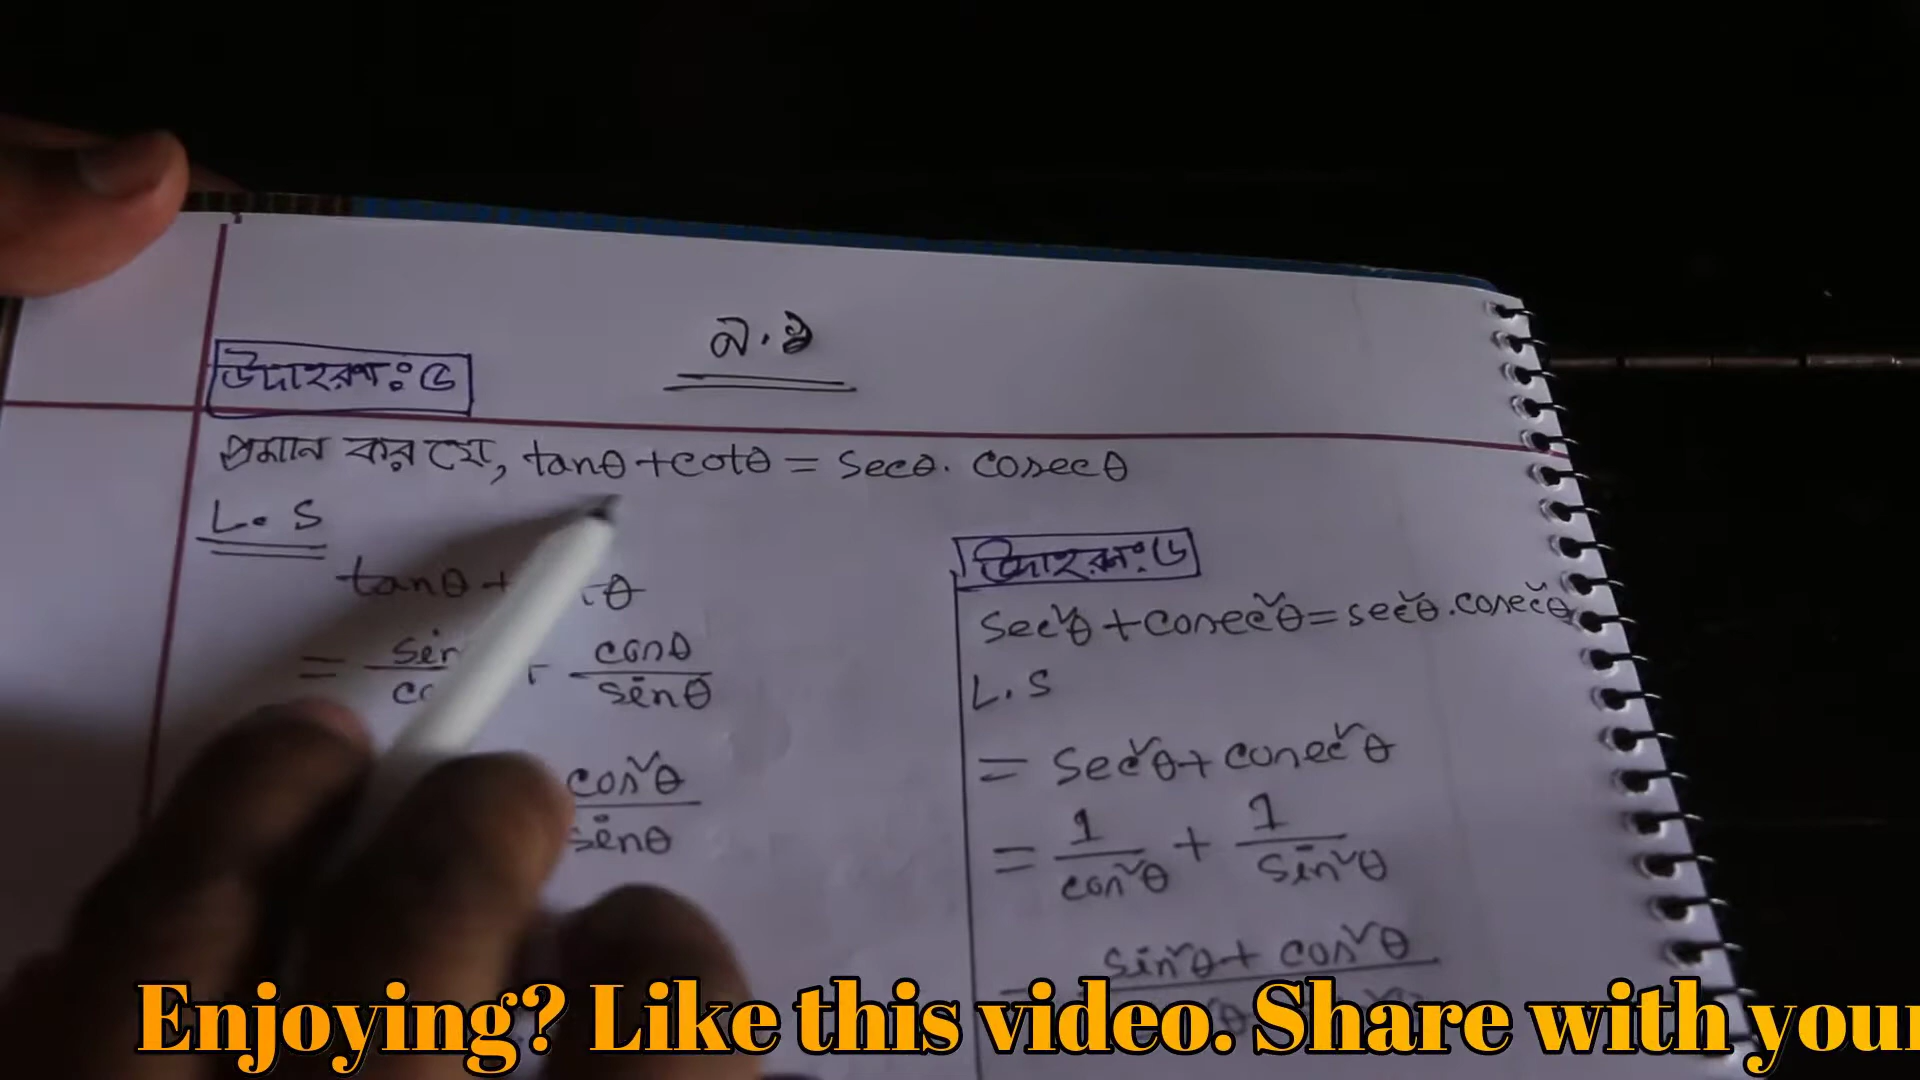 ৯.১
উদাহরণ:৫
প্রমান কর যে, tanθ+cotθ = secθ. cosecθ
L. S
tanθ +
= 
cosθ
sinθ
cos²θ
sinθ
উদাহরণ:৬
sec²θ + cosec²θ = sec²θ . cosec²θ
L. S
= sec²θ + cosec²θ
= 1/cos²θ + 1/sin²θ
sin²θ + cos²θ
Enjoying? Like this video. Share with your